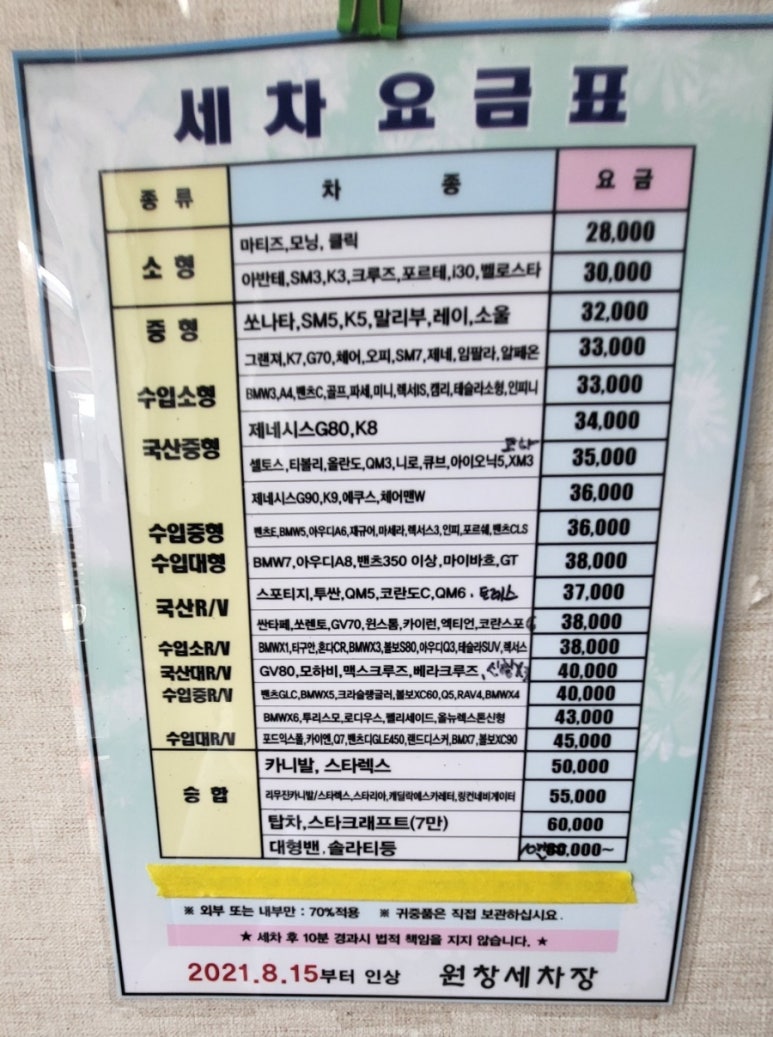 세차요금표
종류 차종 요금
소형 마티즈,모닝, 클릭 28,000
아반테,SM3,K3,크루즈,포르테,i30,벨로스타 30,000
중형 쏘나타,SM5,K5,말리부,레이,소울 32,000
그랜져,K7,G70,체어,오피,SM7,제네,임팔라,알페온 33,000
수입소형 BMW3,A4,벤츠C,골프,파세,미니,렉서IS,캠리,테슬라소형,인피니 33,000
국산중형 제네시스G80,K8 34,000
코나
셀토스,티볼리,올란도,QM3,니로,큐브,아이오닉5,XM3 35,000
제네시스G90,K9,에쿠스,체어맨W 36,000
수입중형 벤츠E,BMW5,아우디A6,재규어,마세라,렉서스3,인피,포르쉐,벤츠CLS 36,000
수입대형 BMW7,아우디A8,벤츠350 이상,마이바흐,GT 38,000
국산R/V 스포티지,투싼,QM5,코란도C,QM6 . 토레스 37,000
싼타페,쏘렌토,GV70,윈스톰,카이런,엑티언,코란스포 38,000
수입소R/V BMWX1,티구안,혼다CR,BMWX3,볼보S80,아우디Q3,테슬라SUV,렉서스 38,000
국산대R/V GV80,모하비,맥스크루즈,베라크루즈, 40,000
수입중R/V 벤츠GLC,BMWX5,크라슬랭글러,볼보XC60,Q5,RAV4,BMWX4 40,000
BMWX6,투리스모,로디우스,펠리세이드,올뉴렉스톤신형 43,000
수입대R/V 포드익스폴,카이엔,Q7,벤츠디GLE450,랜드디스커,BMX7,볼보XC90 45,000
승합 카니발, 스타렉스 50,000
리무진카니발/스타렉스,스타리아,캐딜락에스카레터,링컨네비게이터 55,000
탑차,스타크래프트(7만) 60,000
대형밴.솔라티등 .000~
※ 외부 또는 내부만 : 70%적용 ※ 귀중품은 직접 보관하십시요.
★ 세차 후 10분 경과시 법적 책임을 지지 않습니다. ★
2021.8.15부터 인상 원창세차장